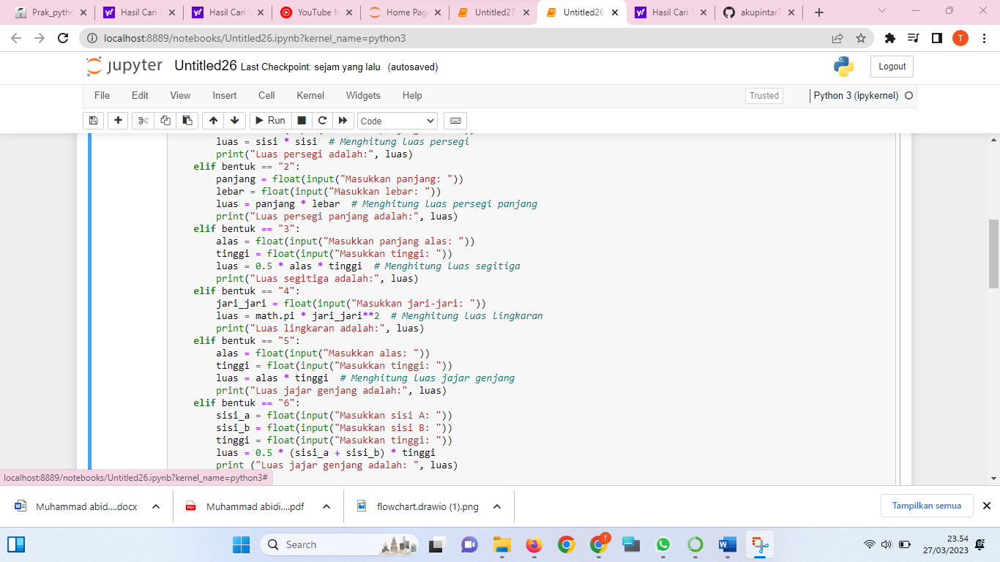 Prak_pytho
Hasil Cari Y
Hasil Cari Y
YouTube M
Home Page
Untitled27
Untitled26
Hasil Cari Y
akupintar7
localhost:8889/notebooks/Untitled26.ipynb?kernel_name=python3
T
jupyter Untitled26 Last Checkpoint: sejam yang lalu (autosaved)
Logout
File Edit View Insert Cell Kernel Widgets Help
Trusted
Python 3 (ipykernel)
Run
Code
luas = sisi * sisi  # Menghitung luas persegi
print("Luas persegi adalah:", luas)
elif bentuk == "2":
panjang = float(input("Masukkan panjang: "))
lebar = float(input("Masukkan lebar: "))
luas = panjang * lebar  # Menghitung luas persegi panjang
print("Luas persegi panjang adalah:", luas)
elif bentuk == "3":
alas = float(input("Masukkan panjang alas: "))
tinggi = float(input("Masukkan tinggi: "))
luas = 0.5 * alas * tinggi  # Menghitung luas segitiga
print("Luas segitiga adalah:", luas)
elif bentuk == "4":
jari_jari = float(input("Masukkan jari-jari: "))
luas = math.pi * jari_jari**2  # Menghitung luas lingkaran
print("Luas lingkaran adalah:", luas)
elif bentuk == "5":
alas = float(input("Masukkan alas: "))
tinggi = float(input("Masukkan tinggi: "))
luas = alas * tinggi  # Menghitung luas jajar genjang
print("Luas jajar genjang adalah:", luas)
elif bentuk == "6":
sisi_a = float(input("Masukkan sisi A: "))
sisi_b = float(input("Masukkan sisi B: "))
tinggi = float(input("Masukkan tinggi: "))
luas = 0.5 * (sisi_a + sisi_b) * tinggi
print ("Luas jajar genjang adalah: ", luas)
localhost:8889/notebooks/Untitled26.ipynb?kernel_name=python3#
Muhammad abid....docx
Muhammad abidi....pdf
flowchart.drawio (1).png
Tampilkan semua
Search
T
23.54
27/03/2023